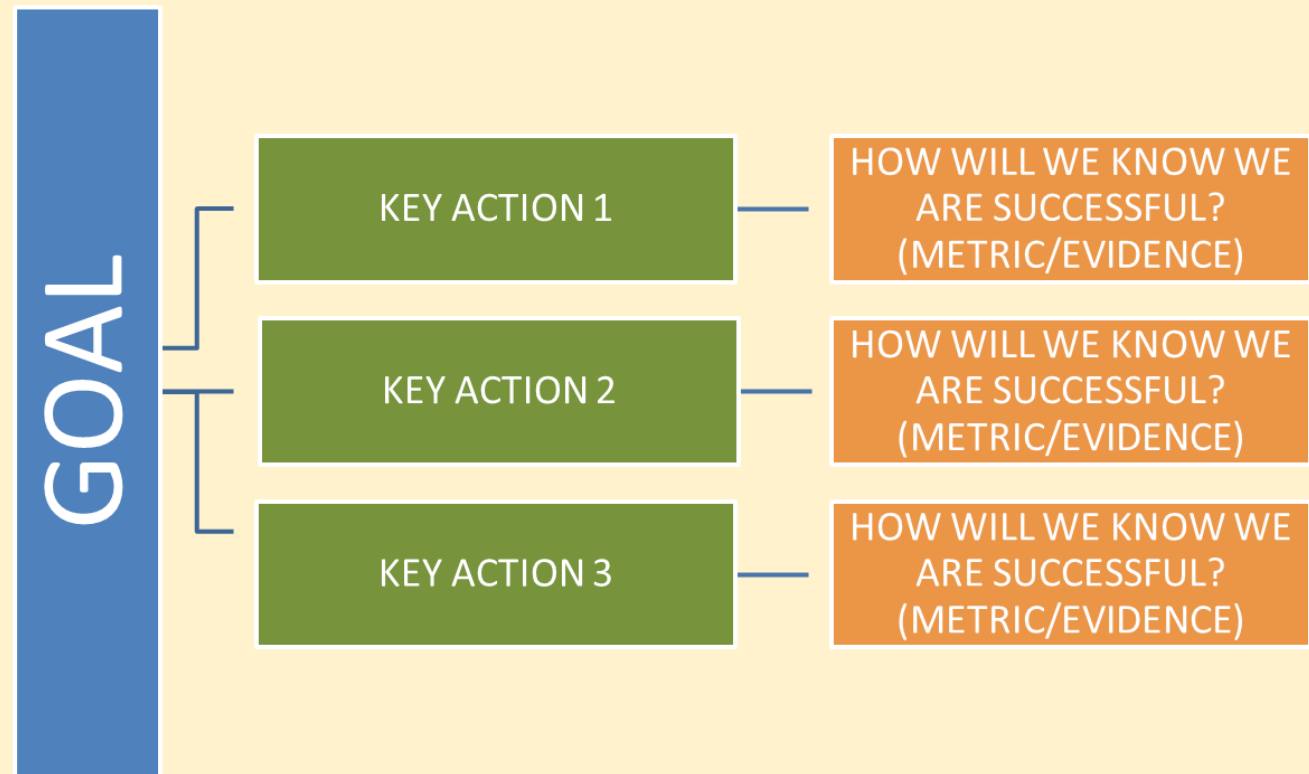 GOAL
KEY ACTION 1
HOW WILL WE KNOW WE
ARE SUCCESSFUL?
(METRIC/EVIDENCE)
KEY ACTION 2
HOW WILL WE KNOW WE
ARE SUCCESSFUL?
(METRIC/EVIDENCE)
KEY ACTION 3
HOW WILL WE KNOW WE
ARE SUCCESSFUL?
(METRIC/EVIDENCE)